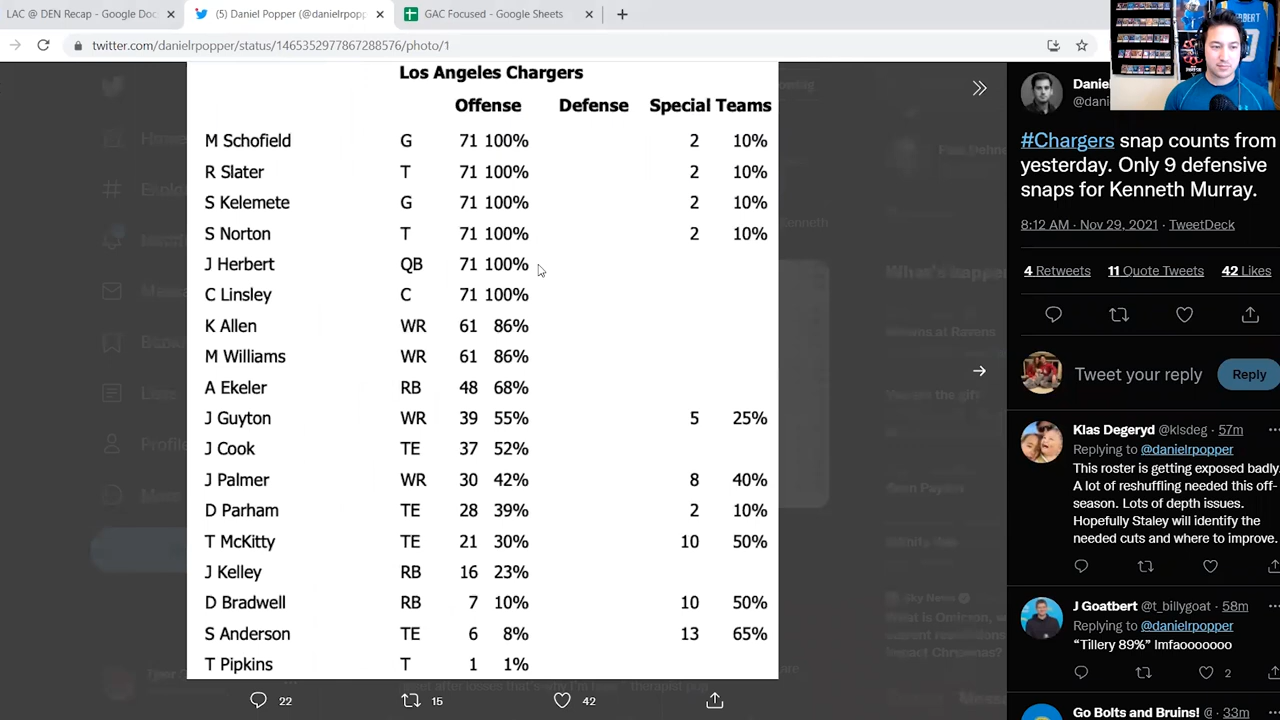 LAC @ DEN Recap - Google Doc
(5) Daniel Popper (@danielrpop
GAC Focused - Google Sheets
twitter.com/danielrpopper/status/1465352977867288576/photo/1
Los Angeles Chargers
Offense Defense Special Teams
M Schofield G 71 100% 2 10%
R Slater T 71 100% 2 10%
S Kelemete G 71 100% 2 10%
S Norton T 71 100% 2 10%
J Herbert QB 71 100%
C Linsley C 71 100%
K Allen WR 61 86%
M Williams WR 61 86%
A Ekeler RB 48 68%
J Guyton WR 39 55% 5 25%
J Cook TE 37 52%
J Palmer WR 30 42% 8 40%
D Parham TE 28 39% 2 10%
T McKitty TE 21 30% 10 50%
J Kelley RB 16 23%
D Bradwell RB 7 10% 10 50%
S Anderson TE 6 8% 13 65%
T Pipkins T 1 1%
22 15 42
Daniel
@dani
#Chargers snap counts from
yesterday. Only 9 defensive
snaps for Kenneth Murray.
8:12 AM · Nov 29, 2021 · TweetDeck
4 Retweets 11 Quote Tweets 42 Likes
Tweet your reply
Reply
Klas Degeryd @klsdeg · 57m
Replying to @danielrpopper
This roster is getting exposed badly.
A lot of reshuffling needed this off-
season. Lots of depth issues.
Hopefully Staley will identify the
needed cuts and where to improve.
J Goatbert @t_billygoat · 58m
Replying to @danielrpopper
"Tillery 89%" lmfaooooooo
2
Go Bolts and Bruins! @ · 33m
Replying to @danielrpopper